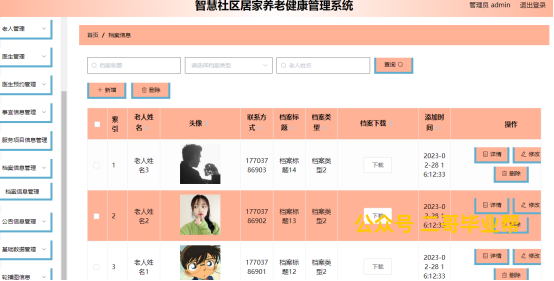 智慧社区居家养老健康管理系统
管理员 admin 退出登录
老人管理
医生管理
医生预约管理
事宜信息管理
服务项目信息管理
档案信息管理
档案信息管理
公告信息管理
基础数据管理
轮播图信息
首页 / 档案信息
档案标题 请选择档案类型 老人姓名 查询
新增 删除
索引 老人姓名 头像 联系方式 档案标题 档案类型 档案下载 添加时间 操作
1 老人姓名3 17703786903 档案标题14 档案类型2 下载 2023-02-28 16:12:33 详情 修改 删除
2 老人姓名2 17703786902 档案标题13 档案类型2 下载 2023-02-28 16:12:33 详情 修改
公众号
3 老人姓名1 17703786901 档案标题12 档案类型2 下载 2023-02-28 16:12:33 详情 修改 删除